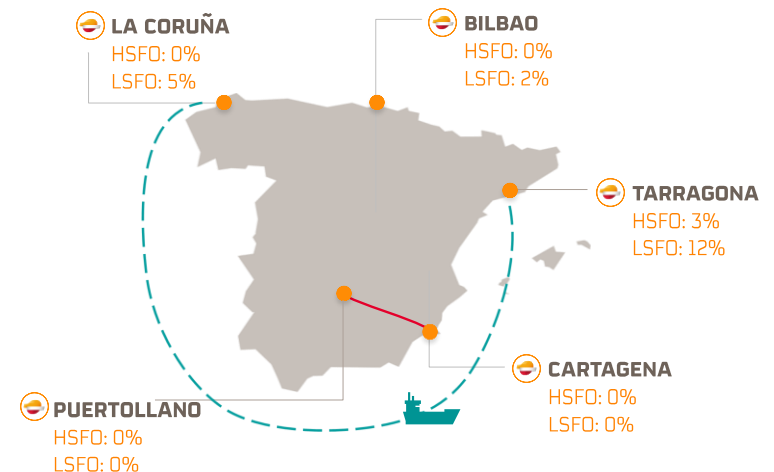 LA CORUÑA
HSFO: 0%
LSFO: 5%
BILBAO
HSFO: 0%
LSFO: 2%
TARRAGONA
HSFO: 3%
LSFO: 12%
CARTAGENA
HSFO: 0%
LSFO: 0%
PUERTOLLANO
HSFO: 0%
LSFO: 0%